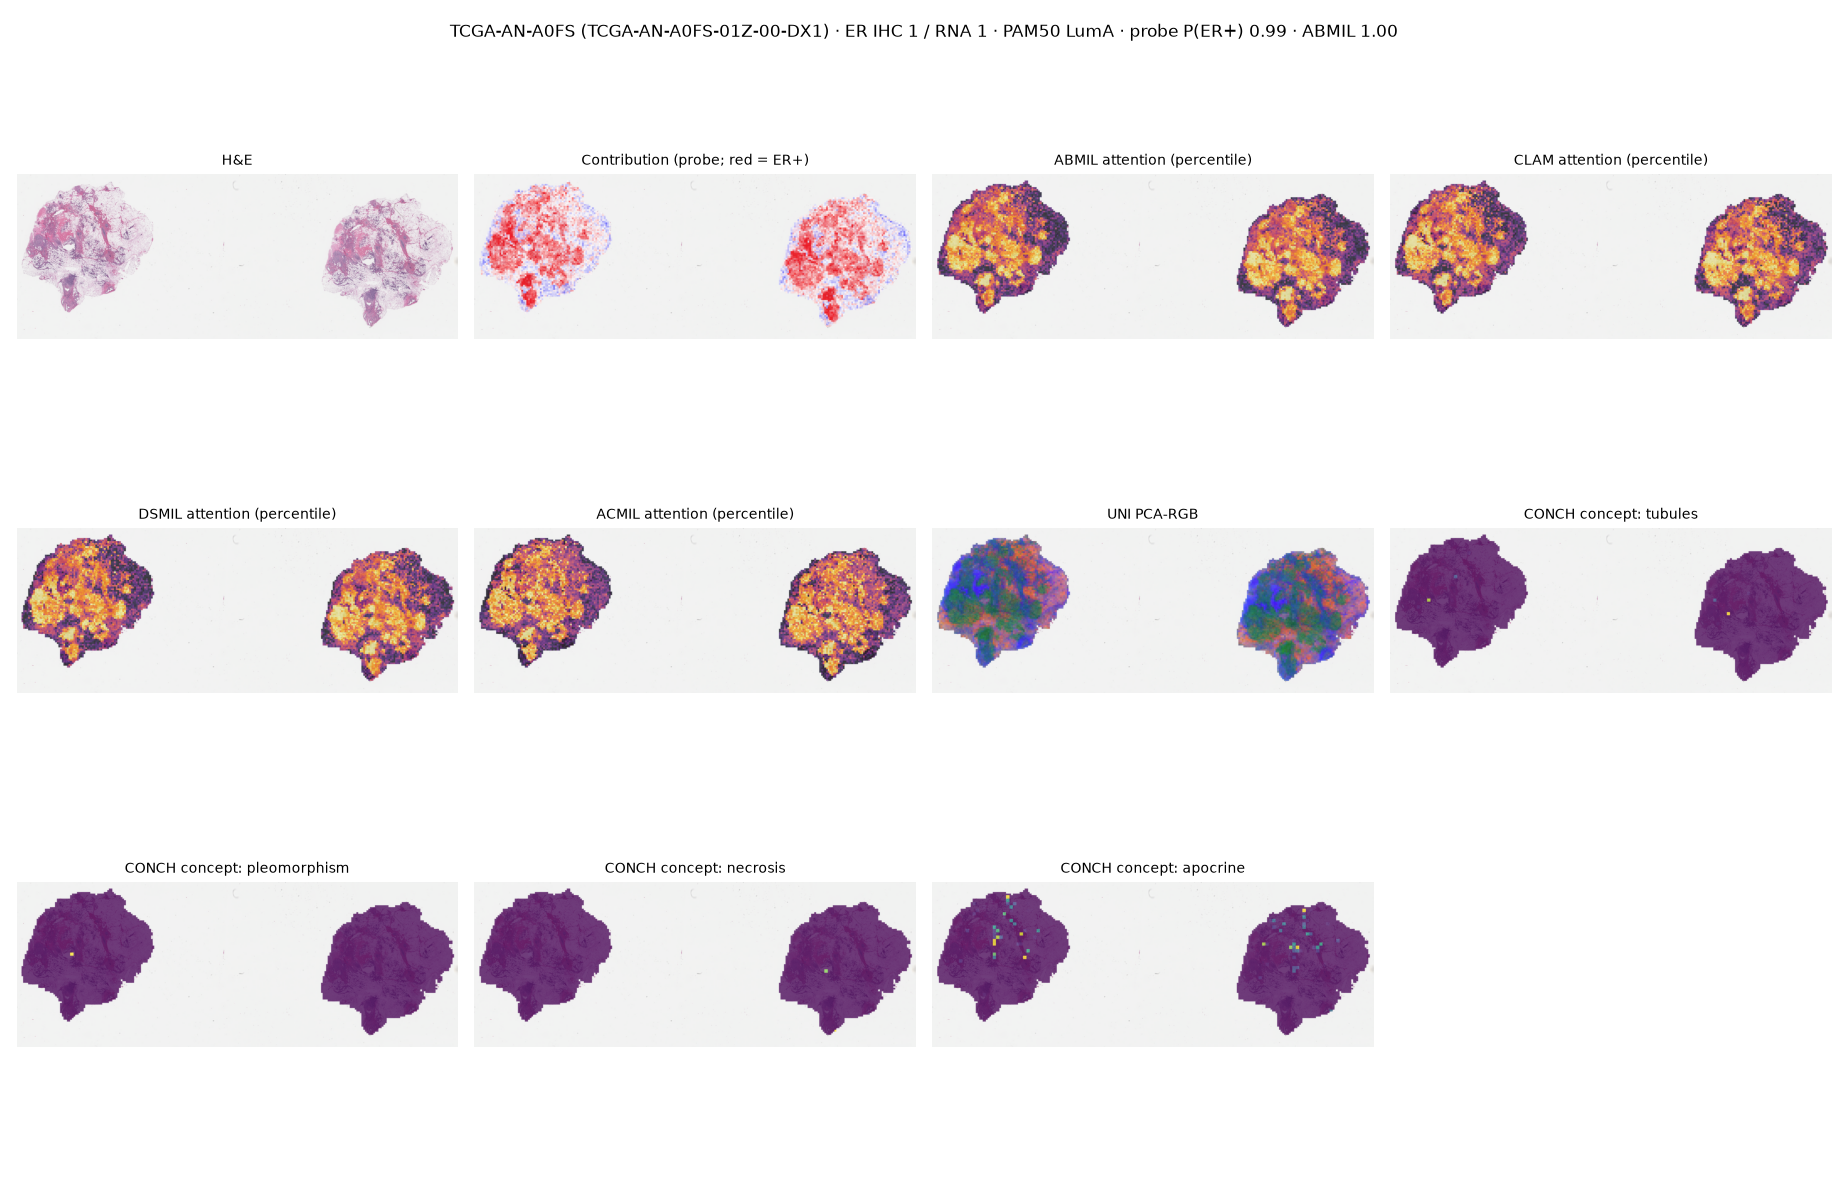 TCGA-AN-A0FS (TCGA-AN-A0FS-01Z-00-DX1) · ER IHC 1 / RNA 1 · PAM50 LumA · probe P(ER+) 0.99 · ABMIL 1.00
H&E
Contribution (probe; red = ER+)
ABMIL attention (percentile)
CLAM attention (percentile)
DSMIL attention (percentile)
ACMIL attention (percentile)
UNI PCA-RGB
CONCH concept: tubules
CONCH concept: pleomorphism
CONCH concept: necrosis
CONCH concept: apocrine